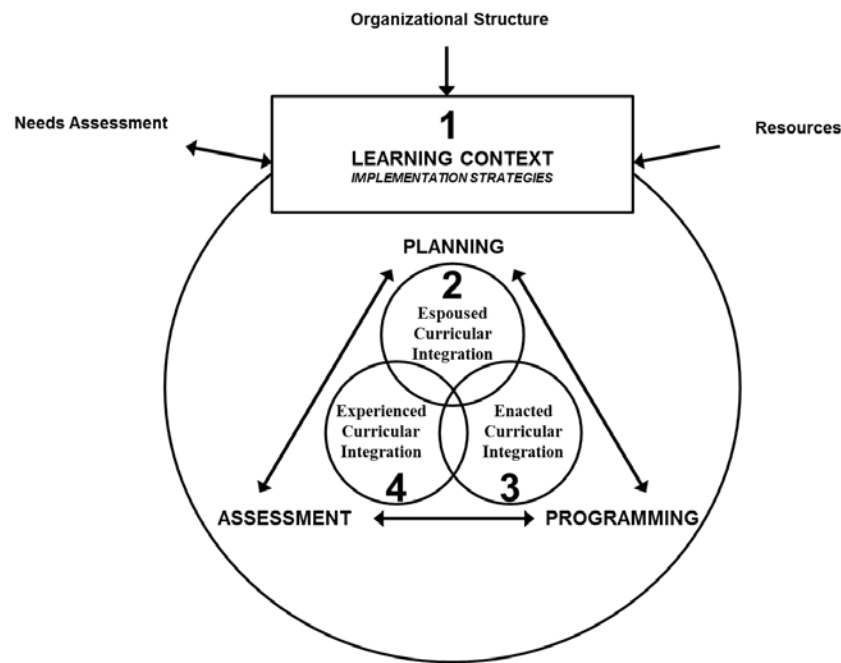 Organizational Structure
Needs Assessment
Resources
1
LEARNING CONTEXT
IMPLEMENTATION STRATEGIES
PLANNING
2
Espoused
Curricular
Integration
Experienced
Curricular
Integration
4
Enacted
Curricular
Integration
3
ASSESSMENT
PROGRAMMING